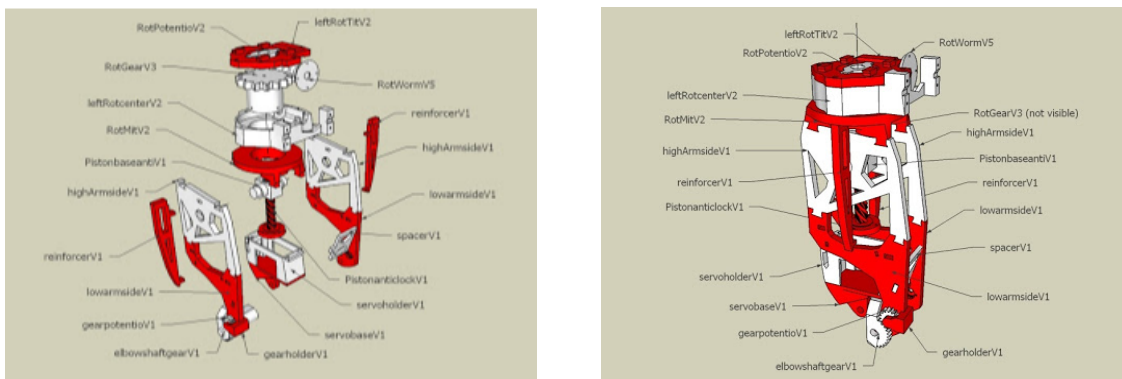 leftRotTitV2
RotPotentioV2
RotGearV3
RotWormV5
leftRotcenterV2
reinforcerV1
RotMitV2
highArmsideV1
PistonbaseantiV1
highArmsideV1
lowarmsideV1
spacerV1
reinforcerV1
PistonanticlockV1
lowarmsideV1
servoholderV1
gearpotentioV1
servobaseV1
elbowshaftgearV1
gearholderV1
leftRotTitV2
RotWormV5
RotPotentioV2
leftRotcenterV2
RotGearV3 (not visible)
RotMitV2
highArmsideV1
highArmsideV1
PistonbaseantiV1
reinforcerV1
reinforcerV1
PistonanticlockV1
lowarmsideV1
spacerV1
servoholderV1
lowarmsideV1
servobaseV1
gearpotentioV1
gearholderV1
elbowshaftgearV1